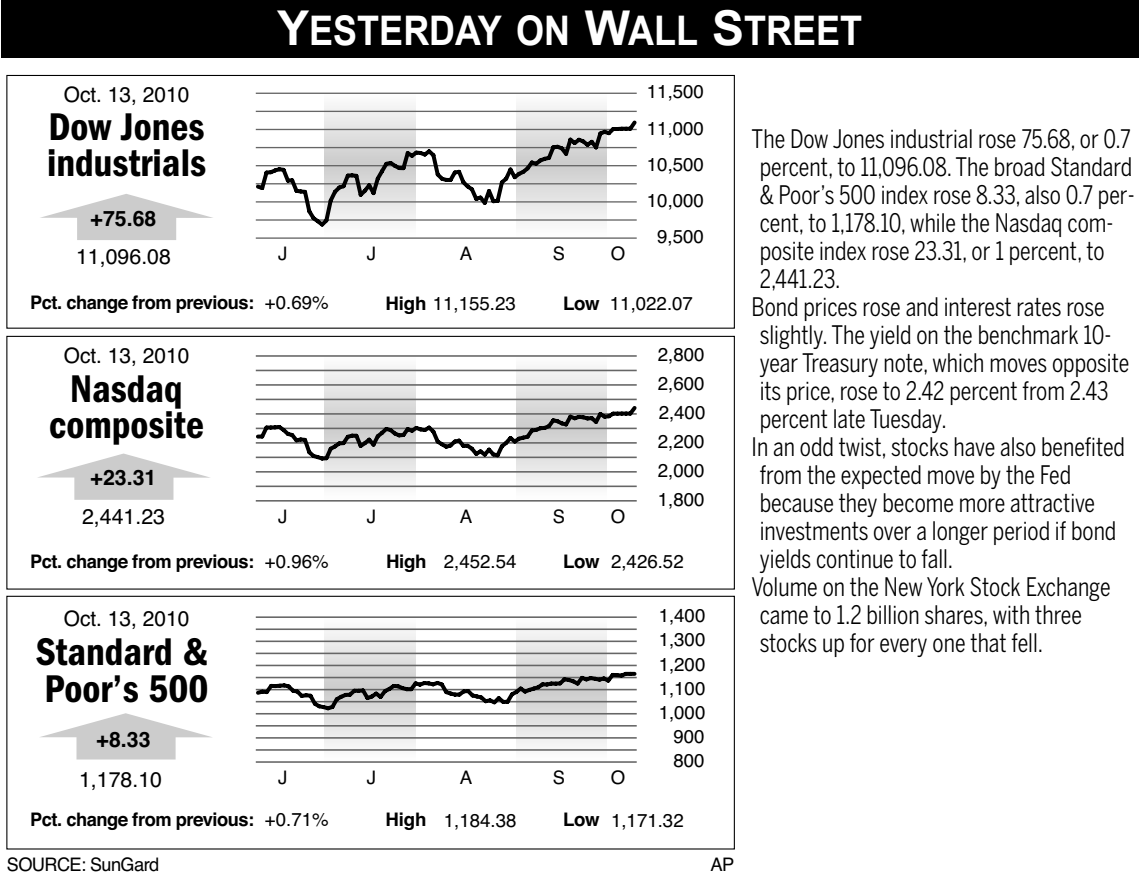 YESTERDAY ON WALL STREET
Oct. 13, 2010
Dow Jones
industrials
+75.68
11,096.08
11,500
11,000
10,500
10,000
9,500
J J A S O
Pct. change from previous: +0.69% High 11,155.23 Low 11,022.07
Oct. 13, 2010
Nasdaq
composite
+23.31
2,441.23
2,800
2,600
2,400
2,200
2,000
1,800
J J A S O
Pct. change from previous: +0.96% High 2,452.54 Low 2,426.52
Oct. 13, 2010
Standard &
Poor's 500
+8.33
1,178.10
1,400
1,300
1,200
1,100
1,000
900
800
J J A S O
Pct. change from previous: +0.71% High 1,184.38 Low 1,171.32
SOURCE: SunGard AP
The Dow Jones industrial rose 75.68, or 0.7
percent, to 11,096.08. The broad Standard
& Poor's 500 index rose 8.33, also 0.7 per-
cent, to 1,178.10, while the Nasdaq com-
posite index rose 23.31, or 1 percent, to
2,441.23.
Bond prices rose and interest rates rose
slightly. The yield on the benchmark 10-
year Treasury note, which moves opposite
its price, rose to 2.42 percent from 2.43
percent late Tuesday.
In an odd twist, stocks have also benefited
from the expected move by the Fed
because they become more attractive
investments over a longer period if bond
yields continue to fall.
Volume on the New York Stock Exchange
came to 1.2 billion shares, with three
stocks up for every one that fell.